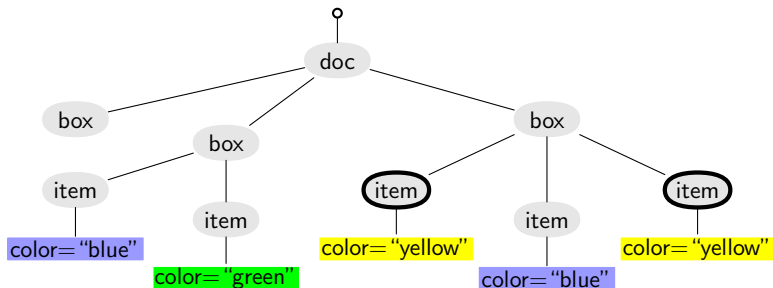 doc
box
box
box
item
item
item
item
item
color="blue"
color="green"
color="yellow"
color="blue"
color="yellow"